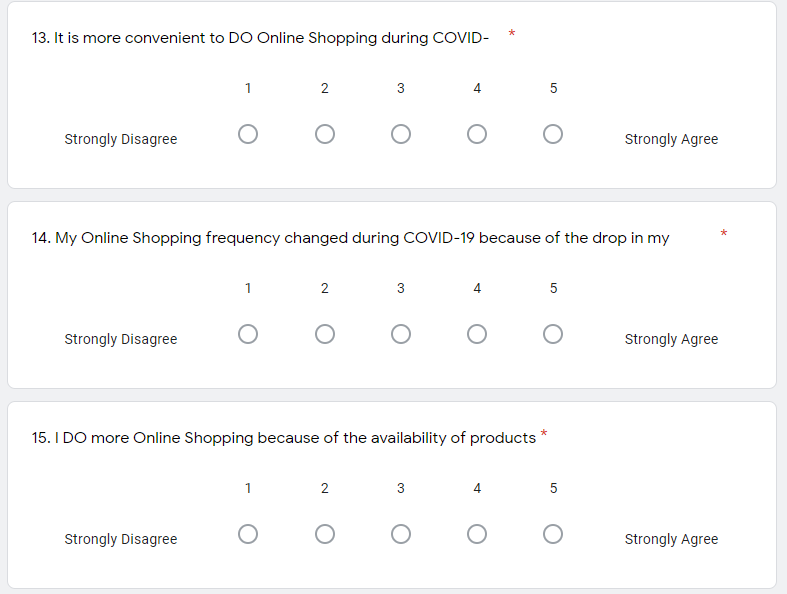 13. It is more convenient to DO Online Shopping during COVID- *
1 2 3 4 5
Strongly Disagree Strongly Agree
14. My Online Shopping frequency changed during COVID-19 because of the drop in my *
1 2 3 4 5
Strongly Disagree Strongly Agree
15. I DO more Online Shopping because of the availability of products *
1 2 3 4 5
Strongly Disagree Strongly Agree